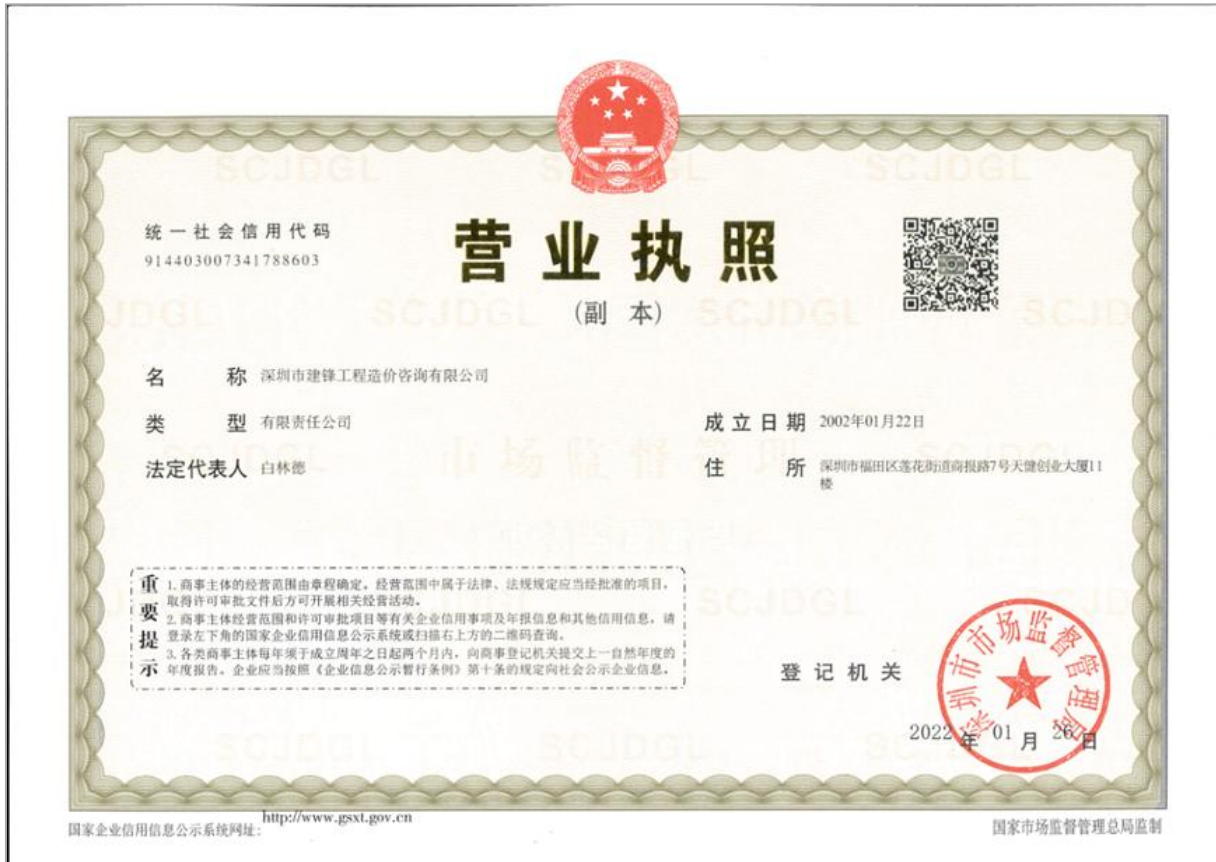 统一社会信用代码
914403007341788603
营业执照
(副 本)
名 称 深圳市建锋工程造价咨询有限公司
类 型 有限责任公司
成立日期 2002年01月22日
法定代表人 白林德
住 所 深圳市福田区莲花街道商报路7号天健创业大厦11
楼
重要提示
1.商事主体的经营范围由章程确定。经营范围中属于法律、法规规定应当经批准的项目,
取得许可审批文件后方可开展相关经营活动。
2.商事主体经营范围和许可审批项目等有关企业信用事项及年报信息和其他信用信息,请
登录左下角的国家企业信用信息公示系统或扫描右上方的二维码查询。
3.各类商事主体每年须于成立周年之日起两个月内,向商事登记机关提交上一自然年度的
年度报告。企业应当按照《企业信息公示暂行条例》第十条的规定向社会公示企业信息。
登记机关
深圳市市场监督管理局
2022年01月26日
国家企业信用信息公示系统网址:http://www.gsxt.gov.cn
国家市场监督管理总局监制
SCJDGL
市场监督管理